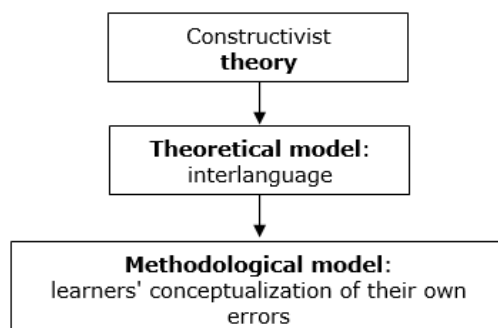 Constructivist
theory
Theoretical model:
interlanguage
Methodological model:
learners' conceptualization of their own
errors